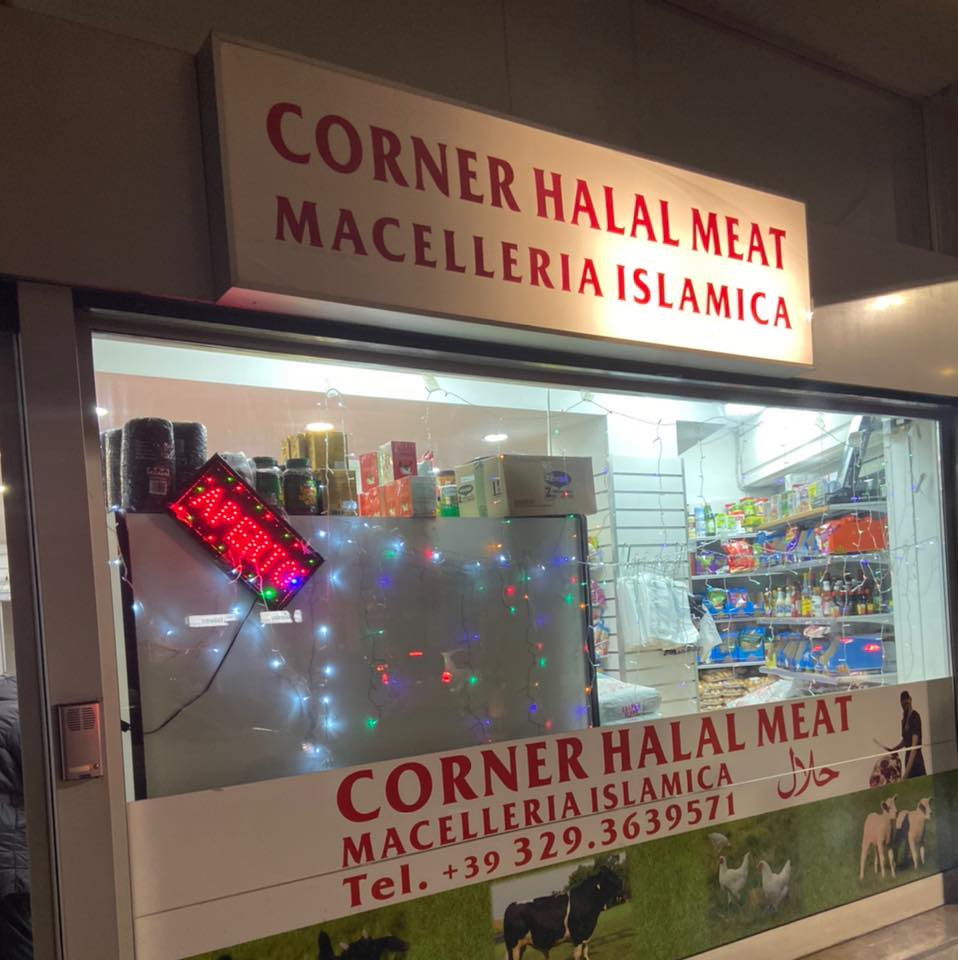 CORNER HALAL MEAT
MACELLERIA ISLAMICA
APERTO
CORNER HALAL MEAT
MACELLERIA ISLAMICA
حلال
Tel. +39 329.3639571